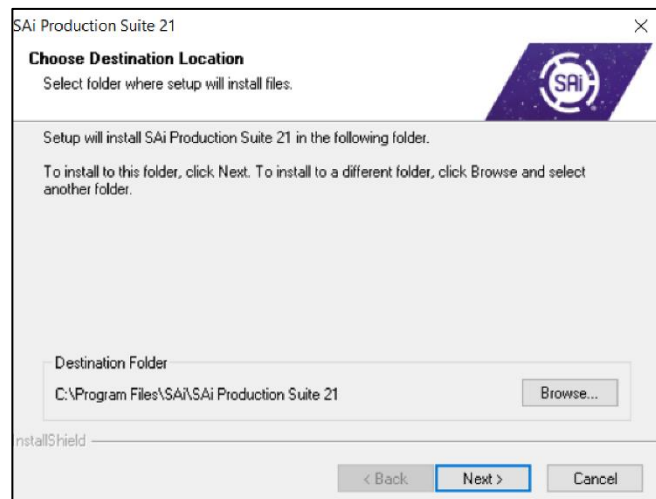 SAi Production Suite 21
Choose Destination Location
Select folder where setup will install files.
SAi
Setup will install SAi Production Suite 21 in the following folder.
To install to this folder, click Next. To install to a different folder, click Browse and select
another folder.
Destination Folder
C:\Program Files\SAi\SAi Production Suite 21
Browse...
nstallShield
< Back
Next >
Cancel